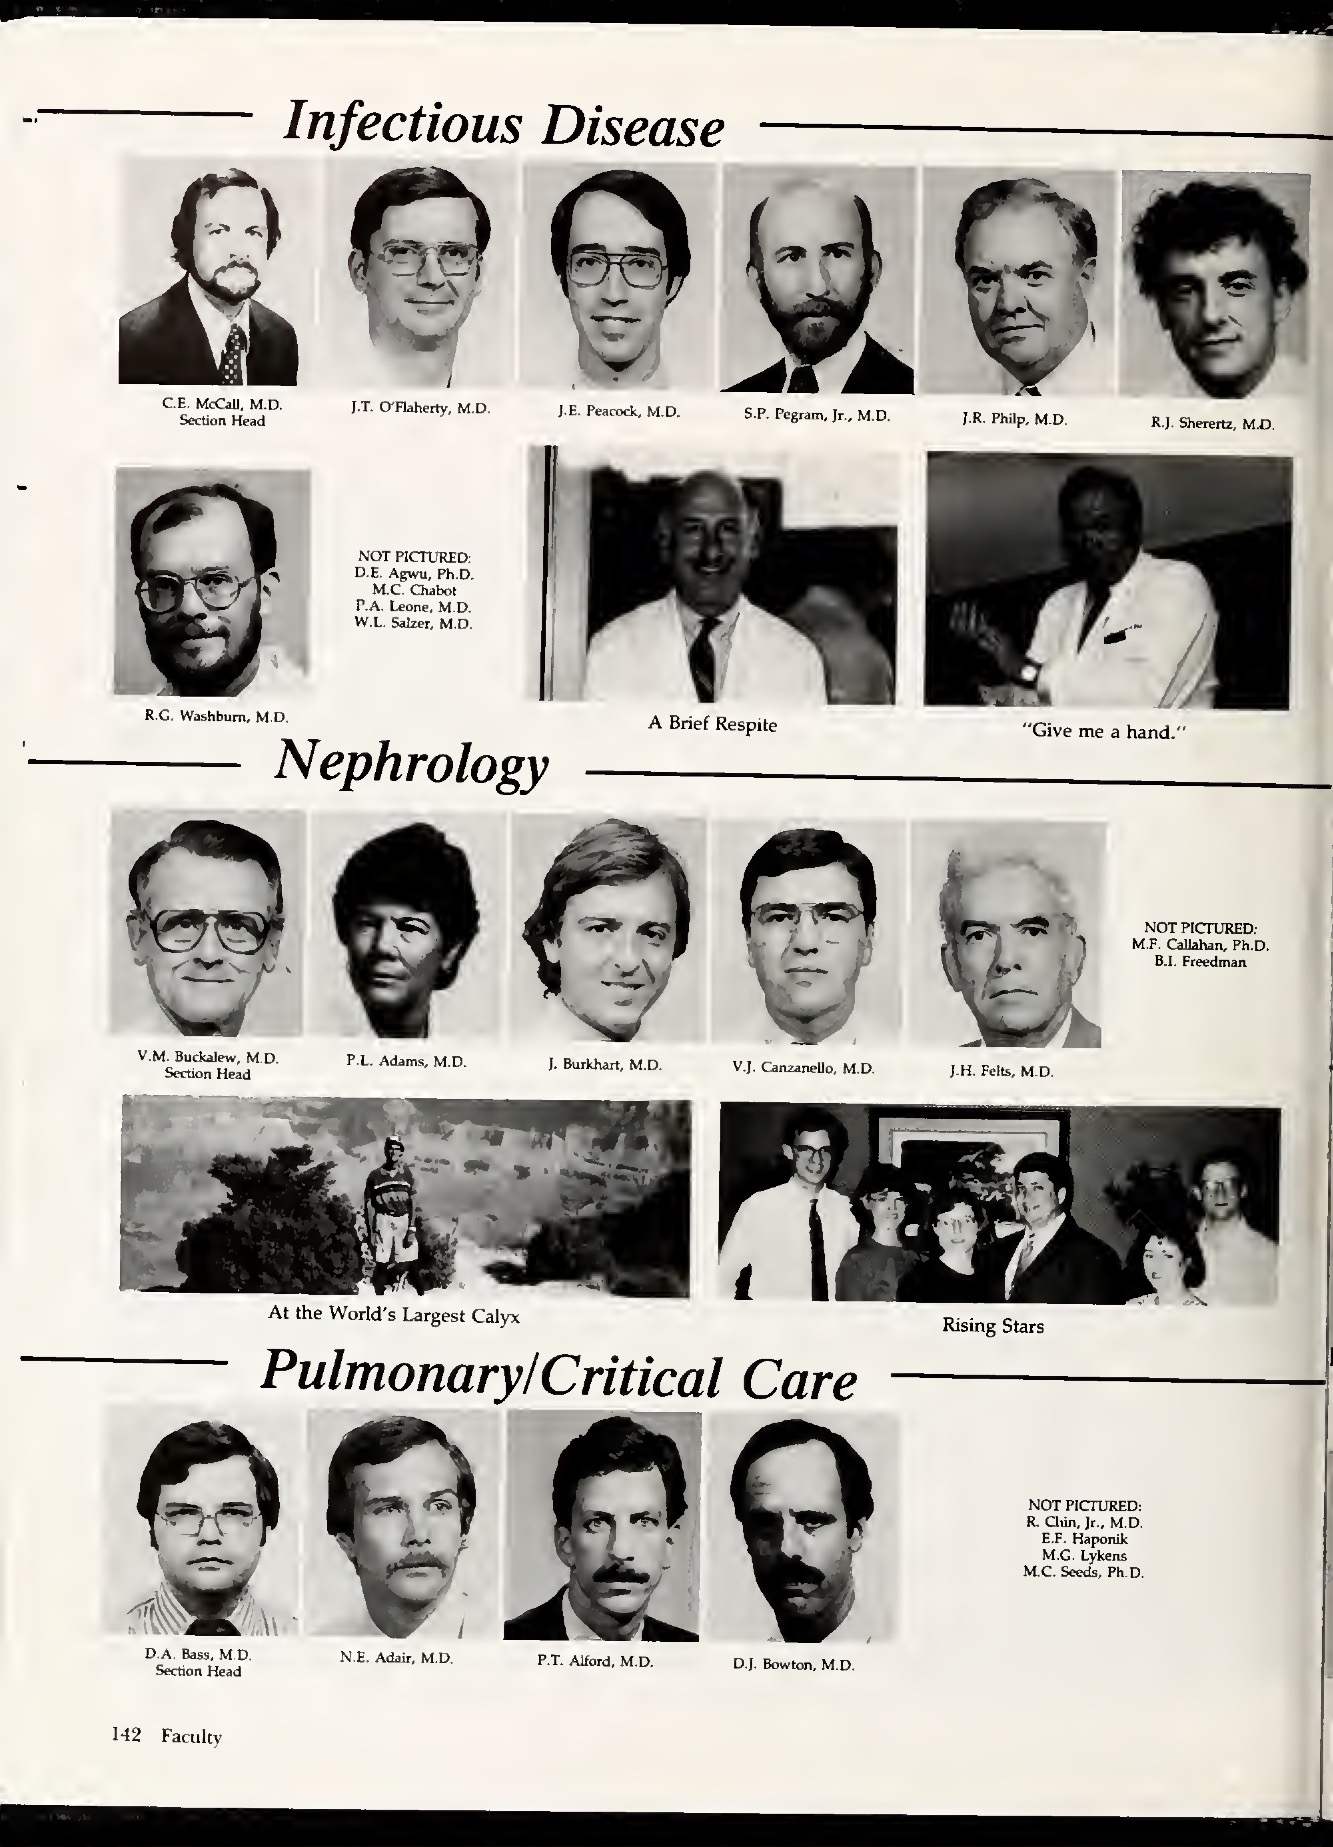 Infectious Disease
C.E. McCall, M.D.
Section Head
J.T. O'Flaherty, M.D.
J.E. Peacock, M.D.
S.P. Pegram, Jr., M.D.
J.R. Philp, M.D.
R.J. Sherertz, M.D.
R.G. Washburn, M.D.
NOT PICTURED:
D.E. Agwu, Ph.D.
M.C. Chabot
P.A. Leone, M.D.
W.L. Salzer, M.D.
A Brief Respite
"Give me a hand."
Nephrology
V.M. Buckalew, M.D.
Section Head
P.L. Adams, M.D.
J. Burkhart, M.D.
V.J. Canzanello, M.D.
J.H. Felts, M.D.
NOT PICTURED:
M.F. Callahan, Ph.D.
B.I. Freedman
At the World's Largest Calyx
Rising Stars
Pulmonary/Critical Care
D.A. Bass, M.D.
Section Head
N.E. Adair, M.D.
P.T. Alford, M.D.
D.J. Bowton, M.D.
NOT PICTURED:
R. Chin, Jr., M.D.
E.F. Haponik
M.G. Lykens
M.C. Seeds, Ph.D.
142 Faculty